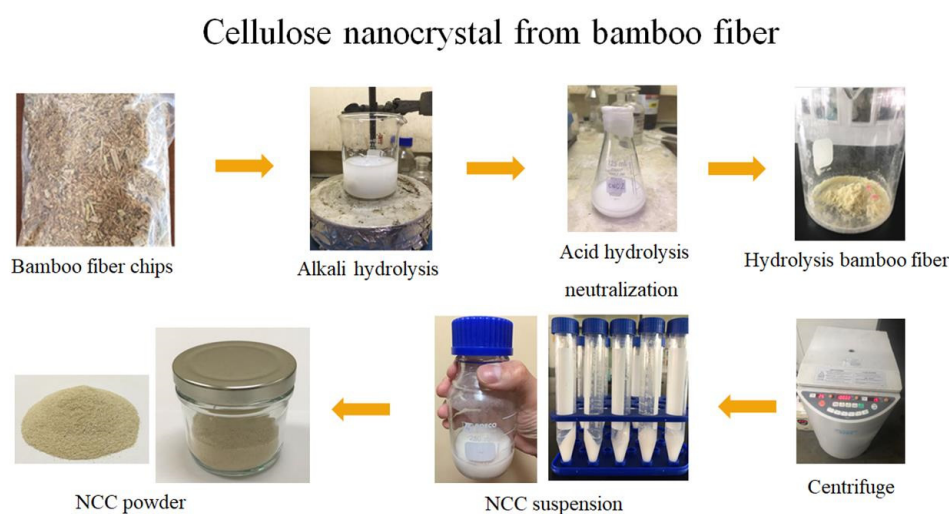 Cellulose nanocrystal from bamboo fiber
Bamboo fiber chips
Alkali hydrolysis
Acid hydrolysis
neutralization
Hydrolysis bamboo fiber
NCC powder
NCC suspension
Centrifuge